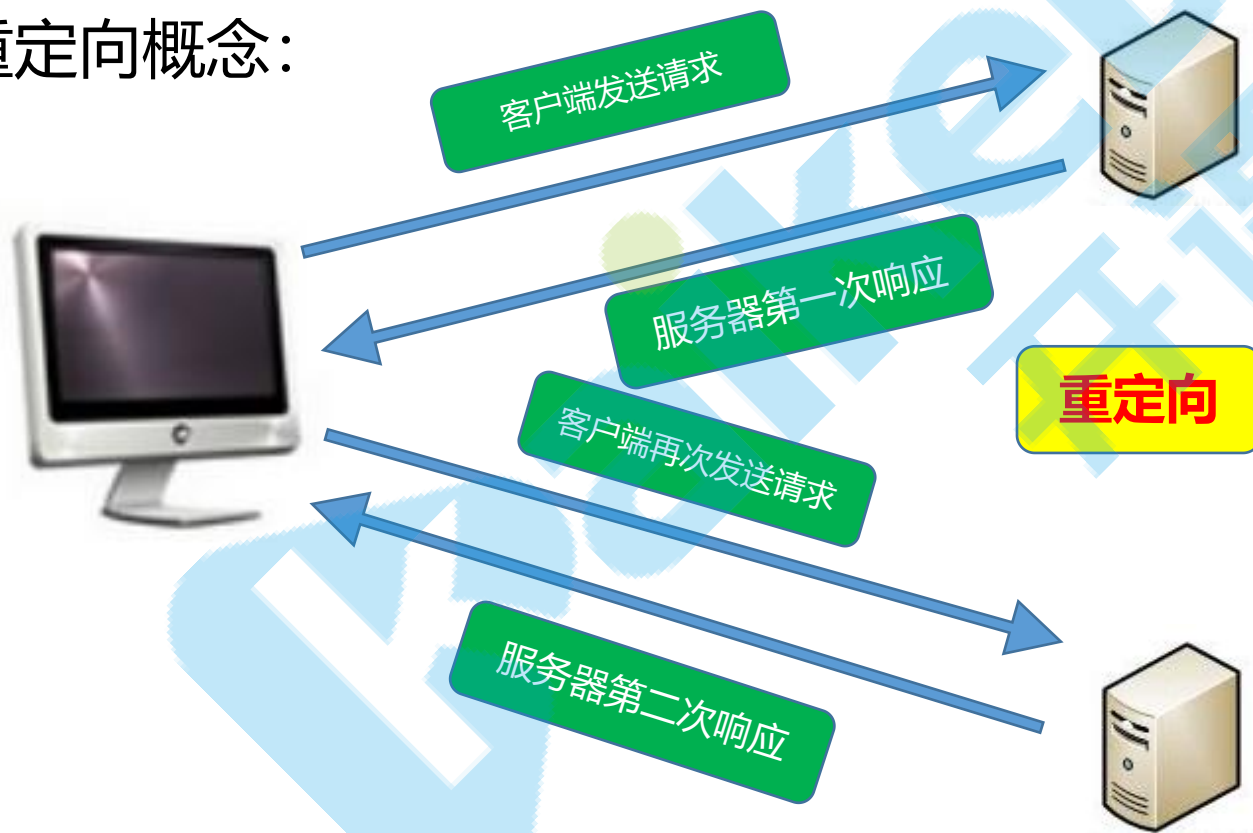 重定向概念：
客户端发送请求
服务器第一次响应
重定向
客户端再次发送请求
服务器第二次响应